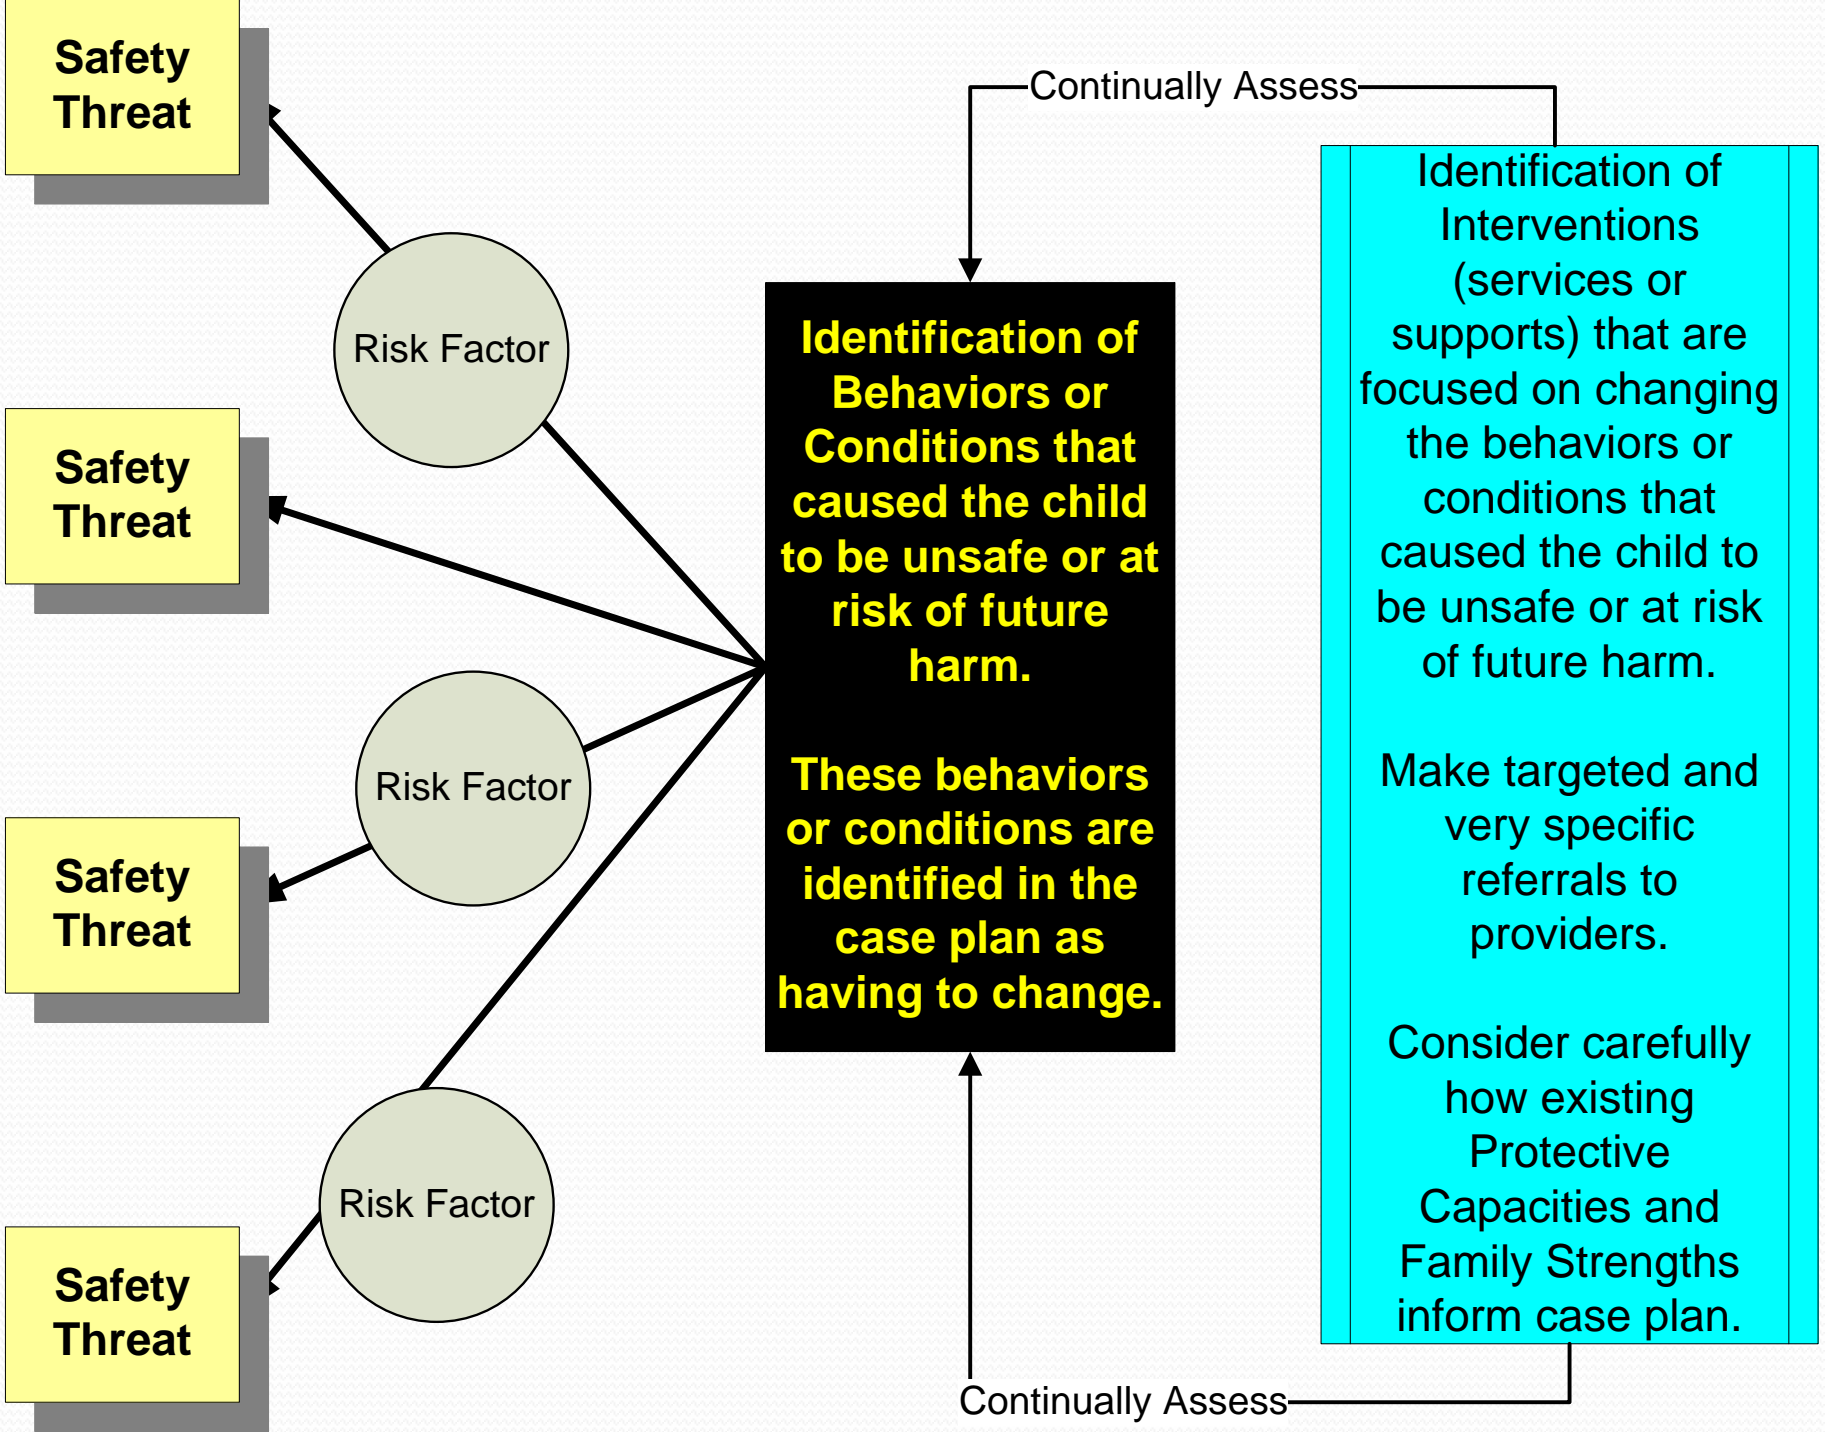 Safety
Threat
Risk Factor
Safety
Threat
Risk Factor
Safety
Threat
Risk Factor
Safety
Threat
Continually Assess
Identification of
Behaviors or
Conditions that
caused the child
to be unsafe or at
risk of future
harm.
These behaviors
or conditions are
identified in the
case plan as
having to change.
Continually Assess
Identification of
Interventions
(services or
supports) that are
focused on changing
the behaviors or
conditions that
caused the child to
be unsafe or at risk
of future harm.
Make targeted and
very specific
referrals to
providers.
Consider carefully
how existing
Protective
Capacities and
Family Strengths
inform case plan.